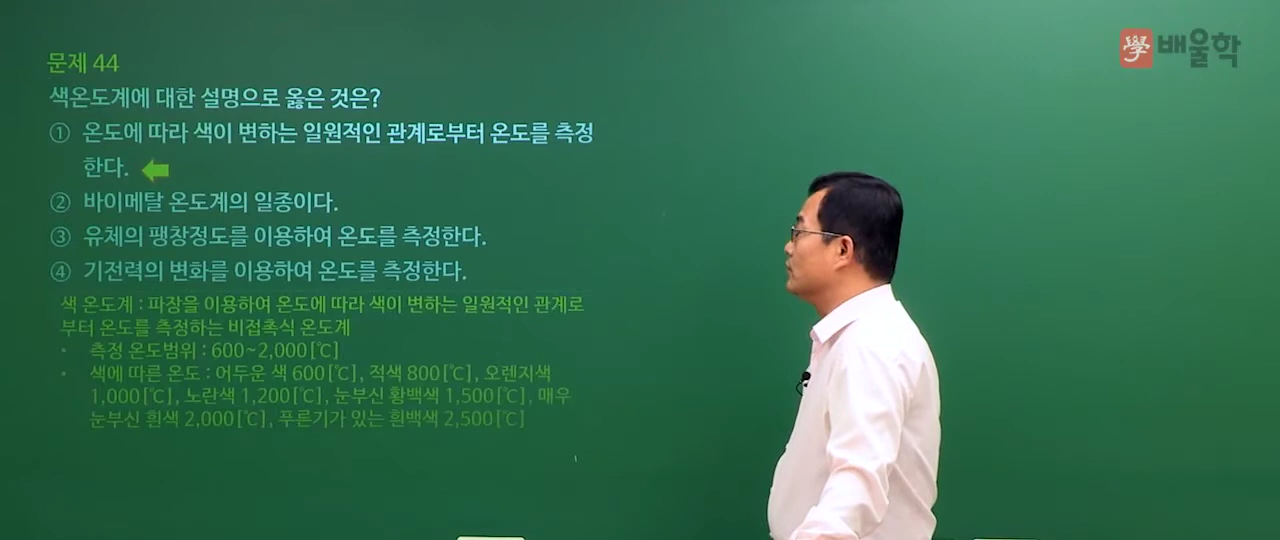 學 배울학
문제 44
색온도계에 대한 설명으로 옳은 것은?
① 온도에 따라 색이 변하는 일원적인 관계로부터 온도를 측정
한다.
② 바이메탈 온도계의 일종이다.
③ 유체의 팽창정도를 이용하여 온도를 측정한다.
④ 기전력의 변화를 이용하여 온도를 측정한다.
색 온도계 : 파장을 이용하여 온도에 따라 색이 변하는 일원적인 관계로
부터 온도를 측정하는 비접촉식 온도계
• 측정 온도범위 : 600~2,000[℃]
• 색에 따른 온도 : 어두운 색 600[℃], 적색 800[℃], 오렌지색
1,000[℃], 노란색 1,200[℃], 눈부신 황백색 1,500[℃], 매우
눈부신 흰색 2,000[℃], 푸른기가 있는 흰백색 2,500[℃]